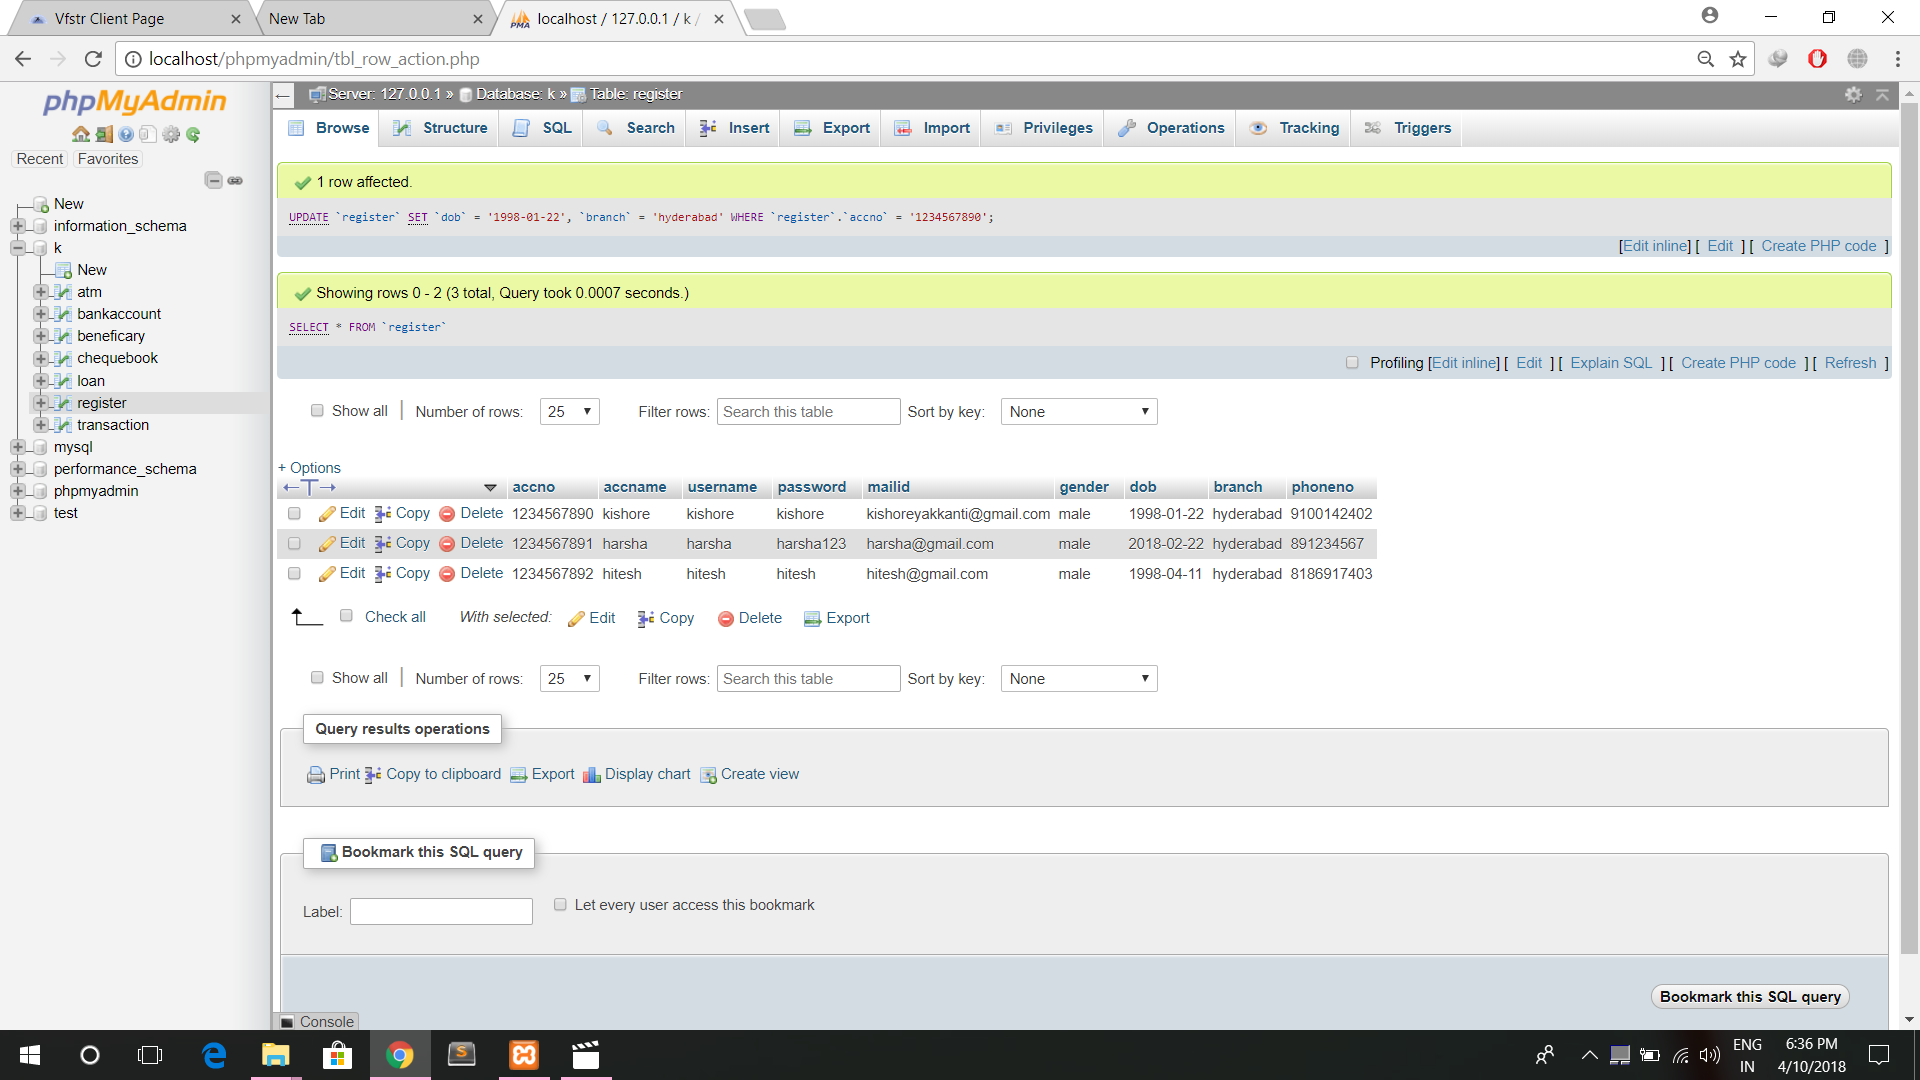 Vfstr Client Page
New Tab
localhost / 127.0.0.1 / k /
localhost/phpmyadmin/tbl_row_action.php
phpMyAdmin
Recent Favorites
New
information_schema
k
New
atm
bankaccount
beneficary
chequebook
loan
register
transaction
mysql
performance_schema
phpmyadmin
test
Server: 127.0.0.1 » Database: k » Table: register
Browse Structure SQL Search Insert Export Import Privileges Operations Tracking Triggers
1 row affected.
UPDATE `register` SET `dob` = '1998-01-22', `branch` = 'hyderabad' WHERE `register`.`accno` = '1234567890';
[Edit inline] [ Edit ] [ Create PHP code ]
Showing rows 0 - 2 (3 total, Query took 0.0007 seconds.)
SELECT * FROM `register`
Profiling [Edit inline] [ Edit ] [ Explain SQL ] [ Create PHP code ] [ Refresh ]
Show all | Number of rows: 25 Filter rows: Search this table Sort by key: None
+ Options
←T→ accno accname username password mailid gender dob branch phoneno
Edit Copy Delete 1234567890 kishore kishore kishore kishoreyakkanti@gmail.com male 1998-01-22 hyderabad 9100142402
Edit Copy Delete 1234567891 harsha harsha harsha123 harsha@gmail.com male 2018-02-22 hyderabad 891234567
Edit Copy Delete 1234567892 hitesh hitesh hitesh hitesh@gmail.com male 1998-04-11 hyderabad 8186917403
Check all With selected: Edit Copy Delete Export
Show all | Number of rows: 25 Filter rows: Search this table Sort by key: None
Query results operations
Print Copy to clipboard Export Display chart Create view
Bookmark this SQL query
Label: Let every user access this bookmark
Bookmark this SQL query
Console
ENG
IN
6:36 PM
4/10/2018